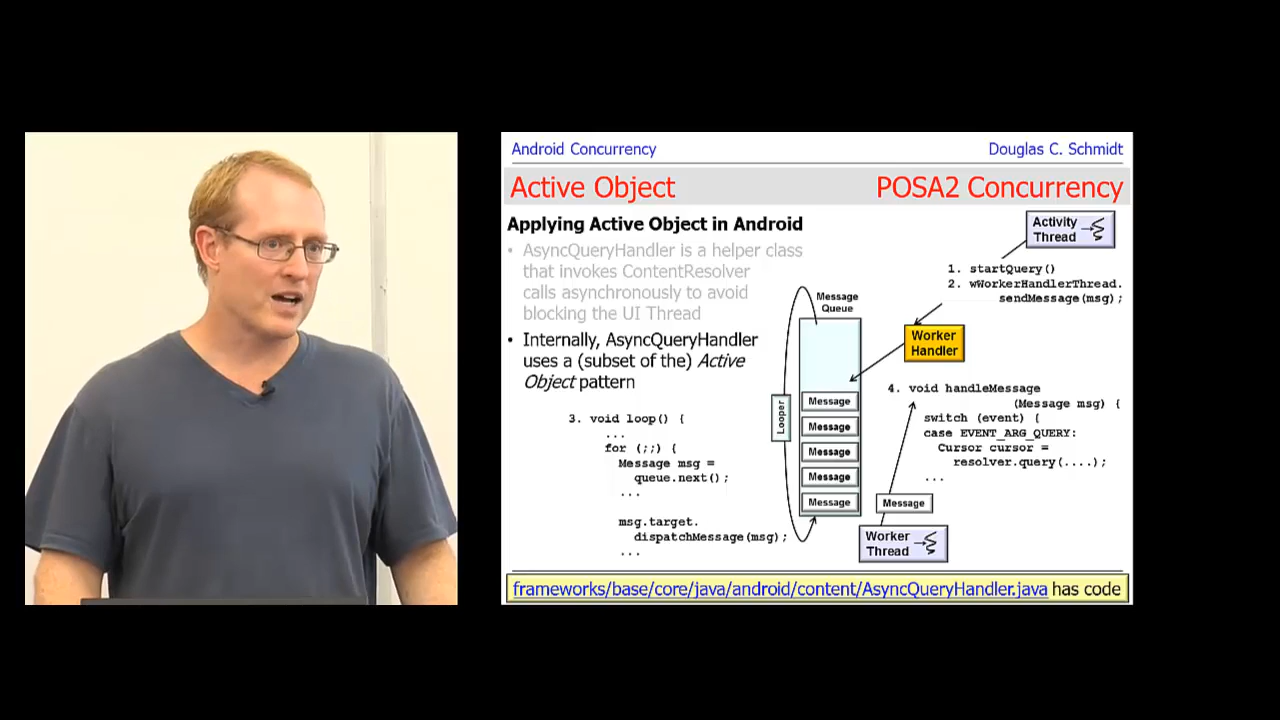 Android Concurrency
Douglas C. Schmidt
Active Object
POSA2 Concurrency
Applying Active Object in Android
• AsyncQueryHandler is a helper class
that invokes ContentResolver
calls asynchronously to avoid
blocking the UI Thread
• Internally, AsyncQueryHandler
uses a (subset of the) Active
Object pattern
3. void loop() {
...
for (;;) {
Message msg =
queue.next();
...
msg.target.
dispatchMessage(msg);
...
Looper
Message
Queue
Message
Message
Message
Message
Message
Activity
Thread
1. startQuery()
2. wWorkerHandlerThread.
sendMessage(msg);
Worker
Handler
4. void handleMessage
(Message msg) {
switch (event) {
case EVENT_ARG_QUERY:
Cursor cursor =
resolver.query(....);
...
Message
Worker
Thread
frameworks/base/core/java/android/content/AsyncQueryHandler.java has code